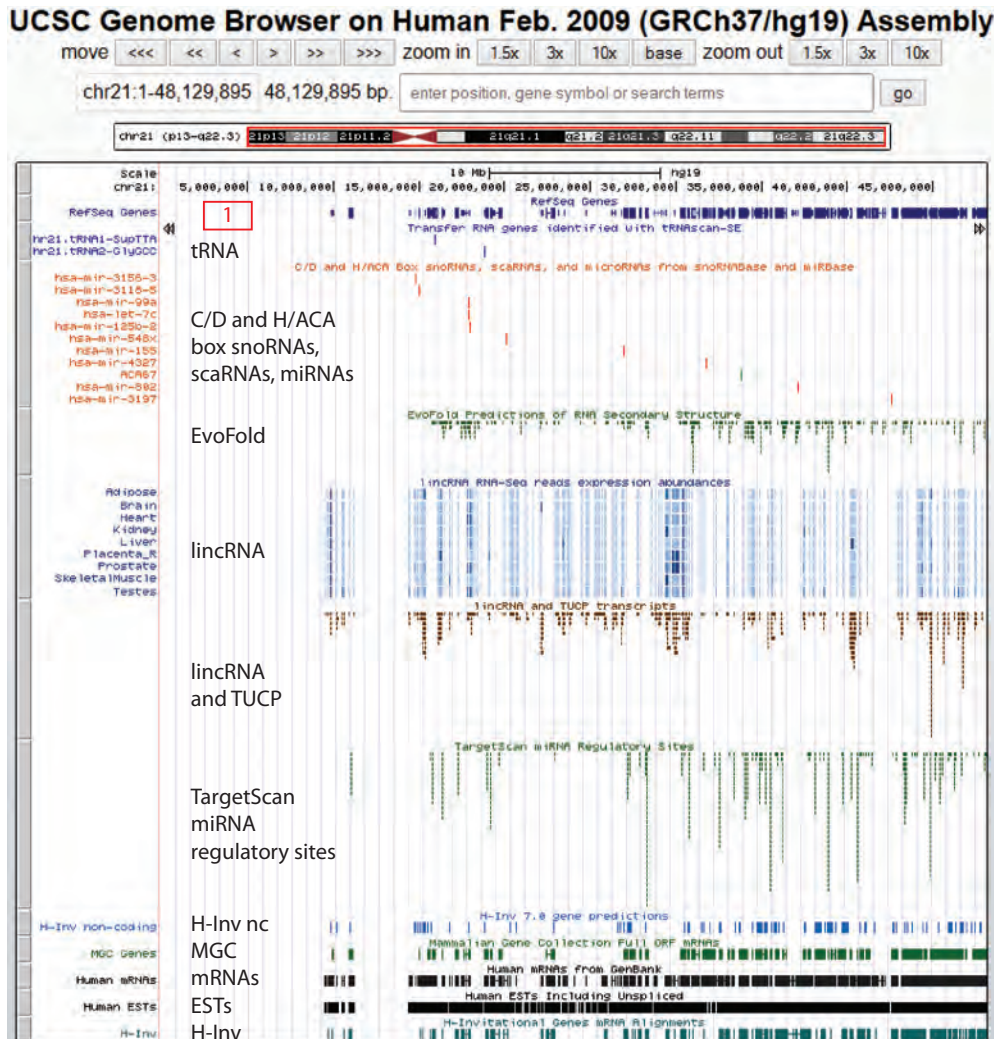 UCSC Genome Browser on Human Feb. 2009 (GRCh37/hg19) Assembly
move <<< << < > >> >>> zoom in 1.5x 3x 10x base zoom out 1.5x 3x 10x
chr21:1-48,129,895 48,129,895 bp. enter position, gene symbol or search terms go
chr21 (p13-q22.3) 21p13 21p12 21p11.2 21q21.1 q21.2 21q21.3 q22.11 q22.2 21q22.3
Scale 10 Mb hg19
chr21: 5,000,000 10,000,000 15,000,000 20,000,000 25,000,000 30,000,000 35,000,000 40,000,000 45,000,000
RefSeq Genes
RefSeq Genes 1
Transfer RNA genes identified with tRNAscan-SE
hr21.tRNA1-SupTTA
hr21.tRNA2-GlyGCC tRNA
C/D and H/ACA Box snoRNAs, scaRNAs, and microRNAs from snoRNABase and miRBase
hsa-mir-3156-3
hsa-mir-3118-5
hsa-mir-99a
hsa-let-7c
hsa-mir-125b-2
hsa-mir-548x
hsa-mir-155
hsa-mir-4327
ACA67
hsa-mir-802
hsa-mir-3197
C/D and H/ACA
box snoRNAs,
scaRNAs, miRNAs
EvoFold Predictions of RNA Secondary Structure
EvoFold
lincRNA RNA-Seq reads expression abundances
Adipose
Brain
Heart
Kidney
Liver
Placenta_R
Prostate
SkeletalMuscle
Testes
lincRNA
lincRNA and TUCP transcripts
lincRNA
and TUCP
TargetScan miRNA Regulatory Sites
TargetScan
miRNA
regulatory sites
H-Inv 7.0 gene predictions
H-Inv non-coding H-Inv nc
Mammalian Gene Collection Full ORF mRNAs
MGC Genes MGC
Human mRNAs from GenBank
Human mRNAs mRNAs
Human ESTs Including Unspliced
Human ESTs ESTs
H-Invitational Genes mRNA Alignments
H-Inv H-Inv